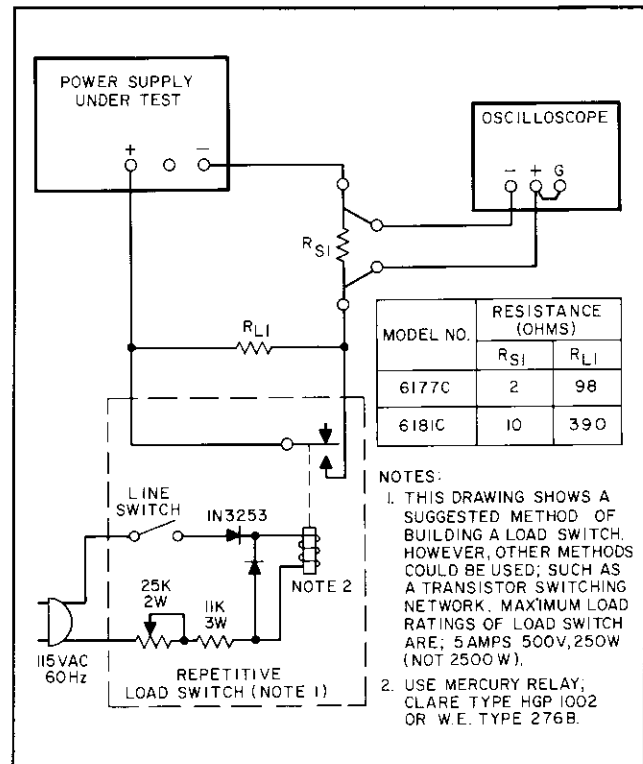 POWER SUPPLY
UNDER TEST
+
−
OSCILLOSCOPE
− + G
RS1
RL1
MODEL NO.
RESISTANCE
(OHMS)
RS1 RL1
6177C 2 98
6181C 10 390
LINE
SWITCH
1N3253
NOTE 2
25K
2W
11K
3W
115VAC
60Hz
REPETITIVE
LOAD SWITCH (NOTE 1)
NOTES:
1. THIS DRAWING SHOWS A
SUGGESTED METHOD OF
BUILDING A LOAD SWITCH.
HOWEVER, OTHER METHODS
COULD BE USED; SUCH AS
A TRANSISTOR SWITCHING
NETWORK. MAXIMUM LOAD
RATINGS OF LOAD SWITCH
ARE; 5AMPS 500V, 250W
(NOT 2500W).
2. USE MERCURY RELAY;
CLARE TYPE HGP 1002
OR W.E. TYPE 276B.